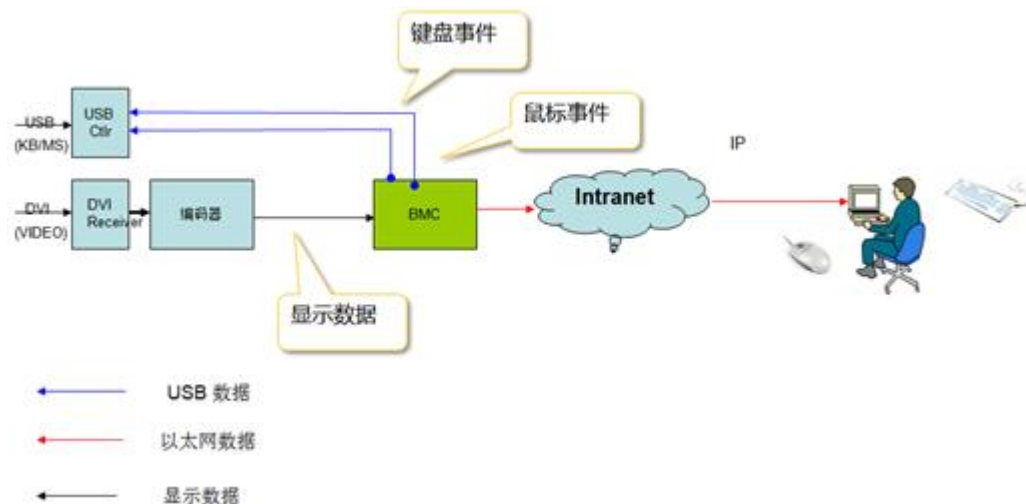 键盘事件
鼠标事件
USB
(KB/MS)
USB
Ctlr
IP
DVI
(VIDEO)
DVI
Receiver
编码器
BMC
Intranet
显示数据
USB 数据
以太网数据
显示数据